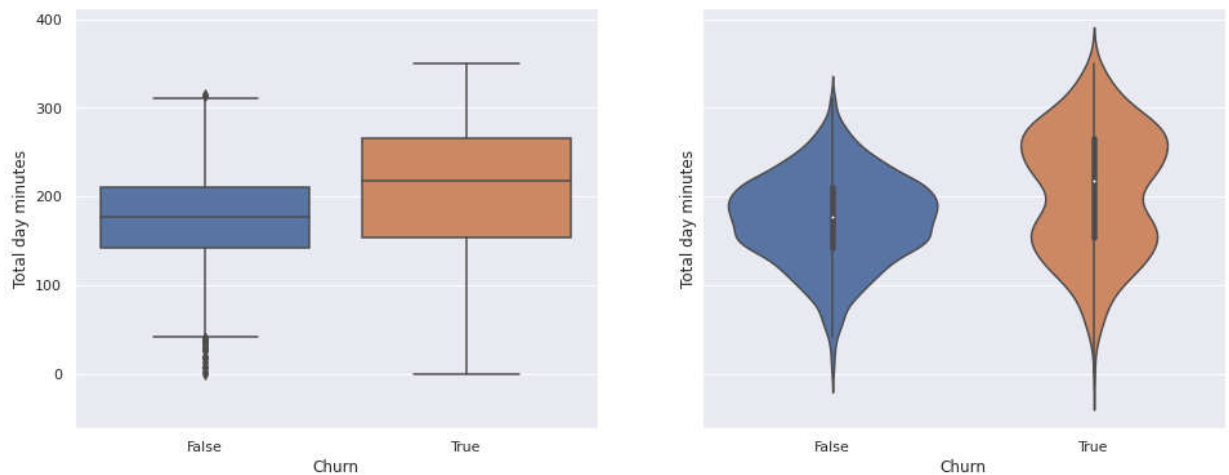 400
300
200
100
0
Total day minutes
False
True
Churn
Total day minutes
False
True
Churn